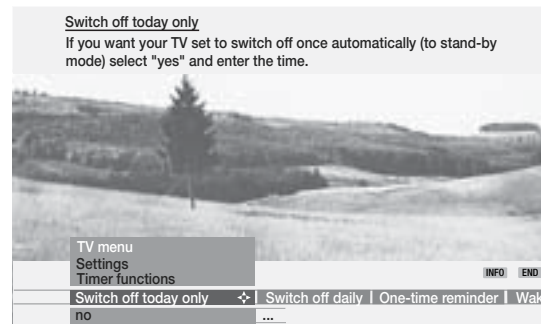 Switch off today only
If you want your TV set to switch off once automatically (to stand-by
mode) select "yes" and enter the time.
TV menu
Settings
Timer functions
INFO END
Switch off today only Switch off daily One-time reminder Wak
no ...